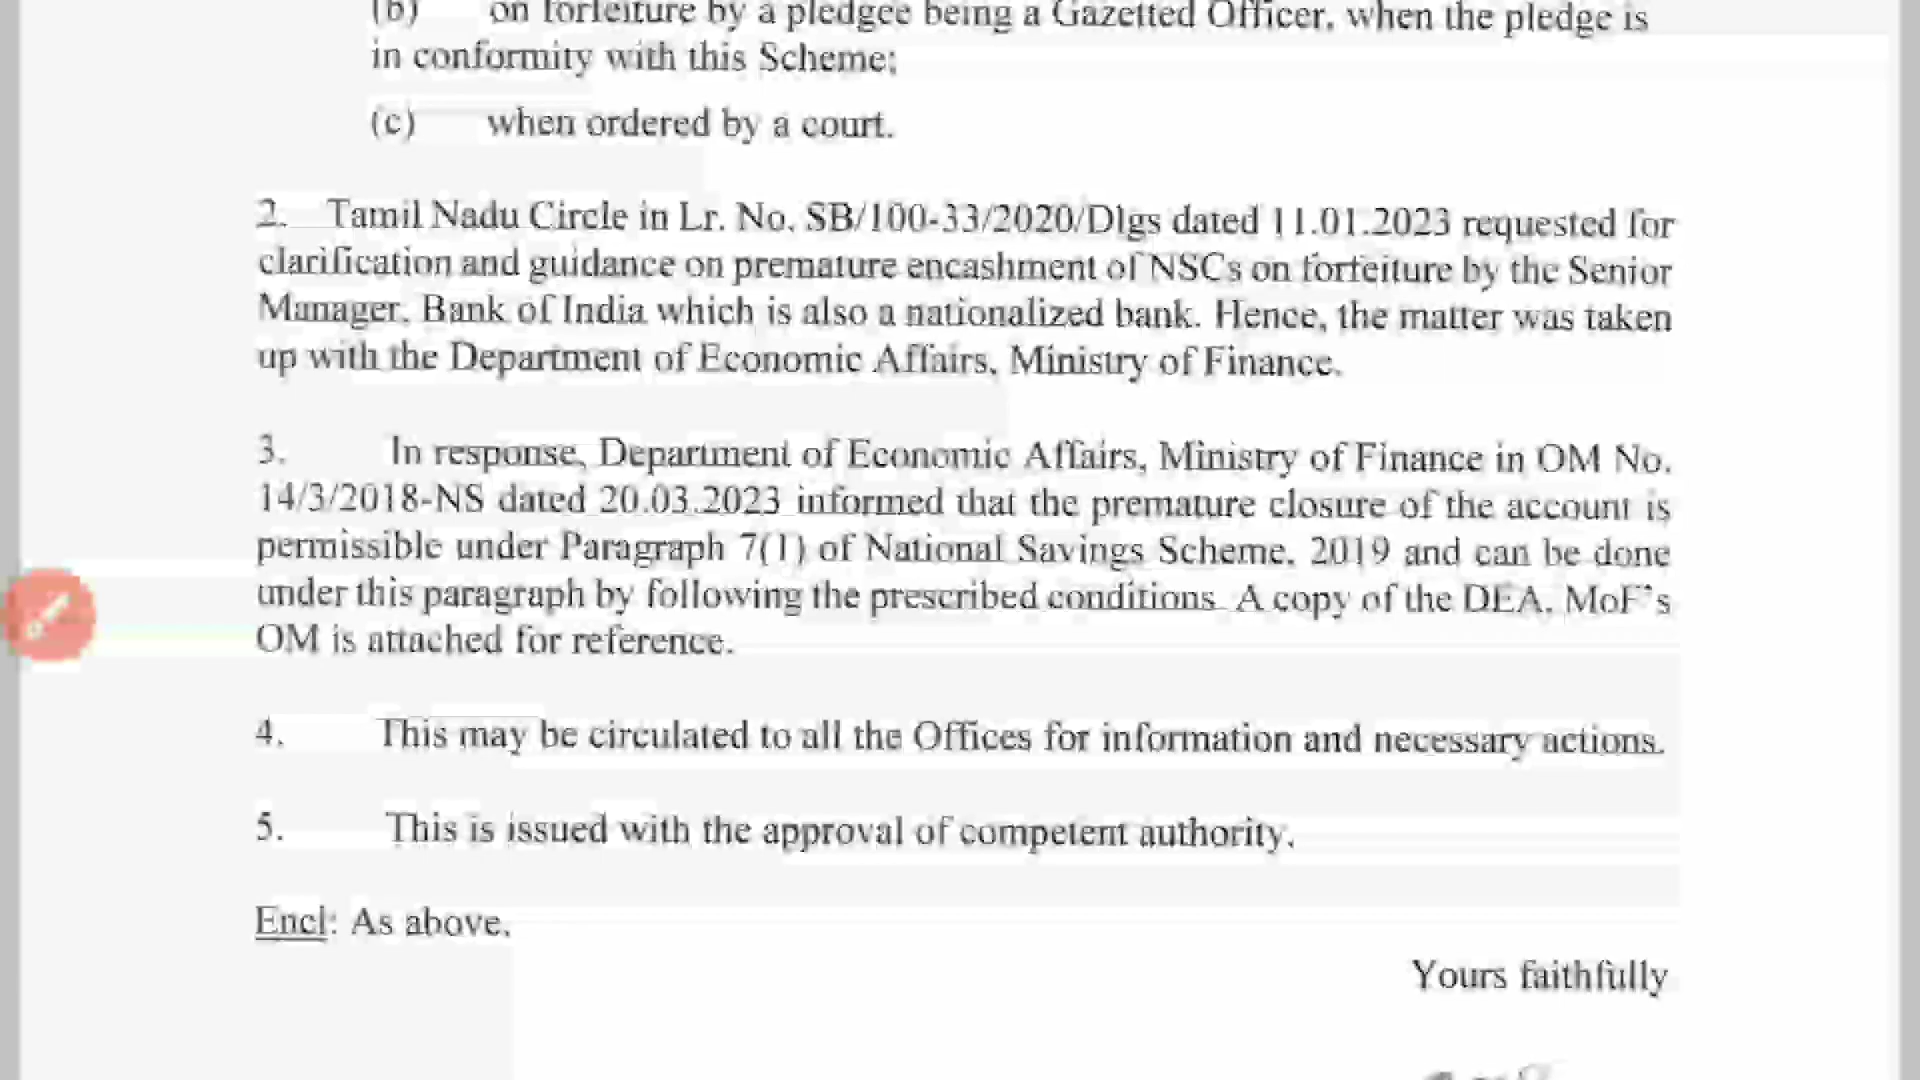 (b) on forfeiture by a pledgee being a Gazetted Officer, when the pledge is
in conformity with this Scheme;
(c) when ordered by a court.
2. Tamil Nadu Circle in Lr. No. SB/100-33/2020/Dlgs dated 11.01.2023 requested for
clarification and guidance on premature encashment of NSCs on forfeiture by the Senior
Manager, Bank of India which is also a nationalized bank. Hence, the matter was taken
up with the Department of Economic Affairs, Ministry of Finance.
3. In response, Department of Economic Affairs, Ministry of Finance in OM No.
14/3/2018-NS dated 20.03.2023 informed that the premature closure of the account is
permissible under Paragraph 7(1) of National Savings Scheme, 2019 and can be done
under this paragraph by following the prescribed conditions. A copy of the DEA, MoF's
OM is attached for reference.
4. This may be circulated to all the Offices for information and necessary actions.
5. This is issued with the approval of competent authority.
Encl: As above.
Yours faithfully